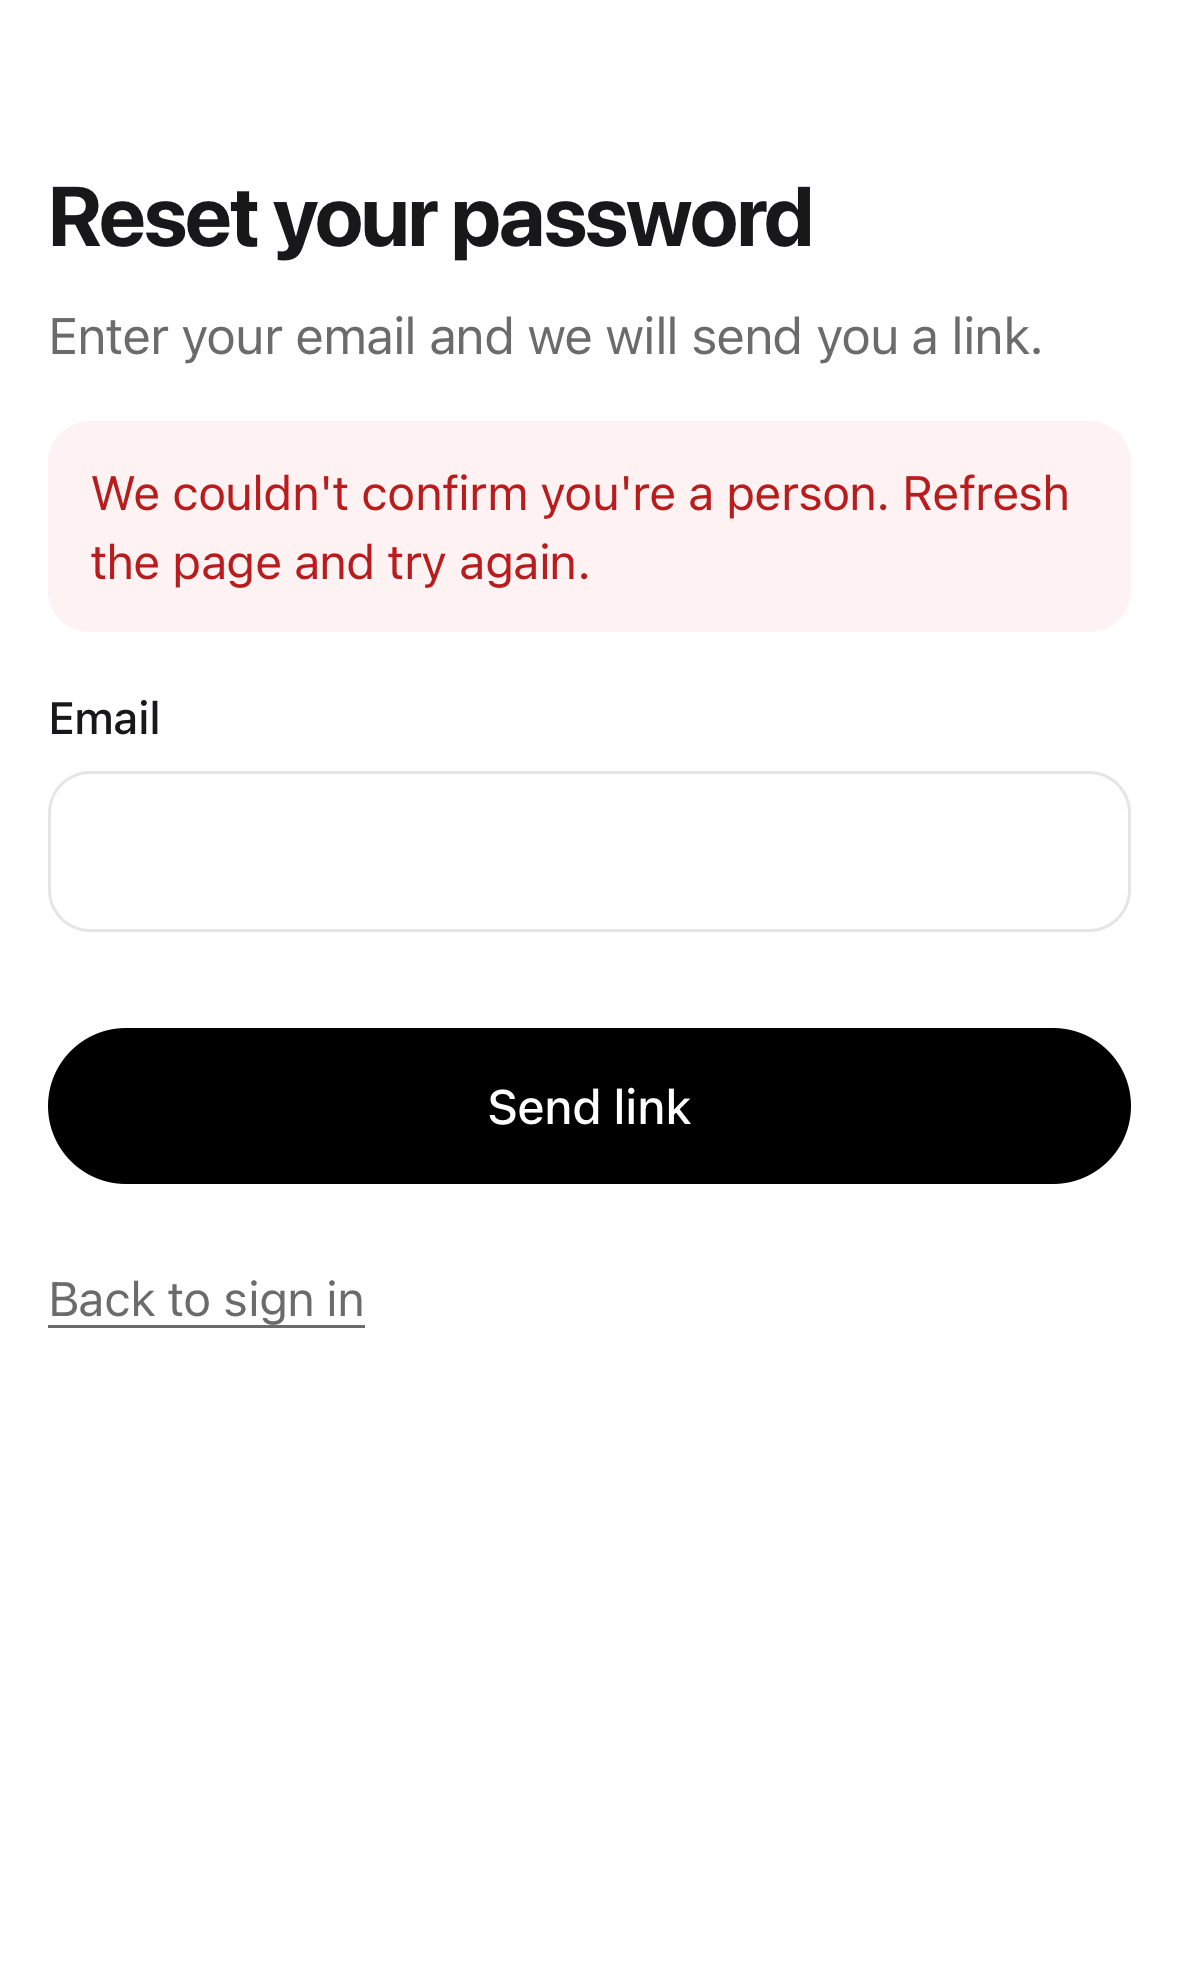 Reset your password
Enter your email and we will send you a link.
We couldn't confirm you're a person. Refresh
the page and try again.
Email
Send link
Back to sign in